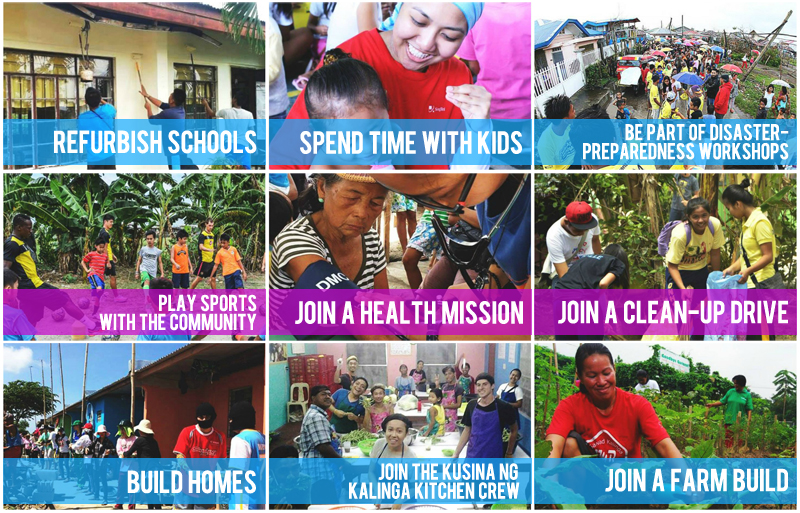 REFURBISH SCHOOLS
SPEND TIME WITH KIDS
BE PART OF DISASTER-
PREPAREDNESS WORKSHOPS
PLAY SPORTS
WITH THE COMMUNITY
JOIN A HEALTH MISSION
DMC
JOIN A CLEAN-UP DRIVE
BUILD HOMES
JOIN THE KUSINA NG
KALINGA KITCHEN CREW
JOIN A FARM BUILD